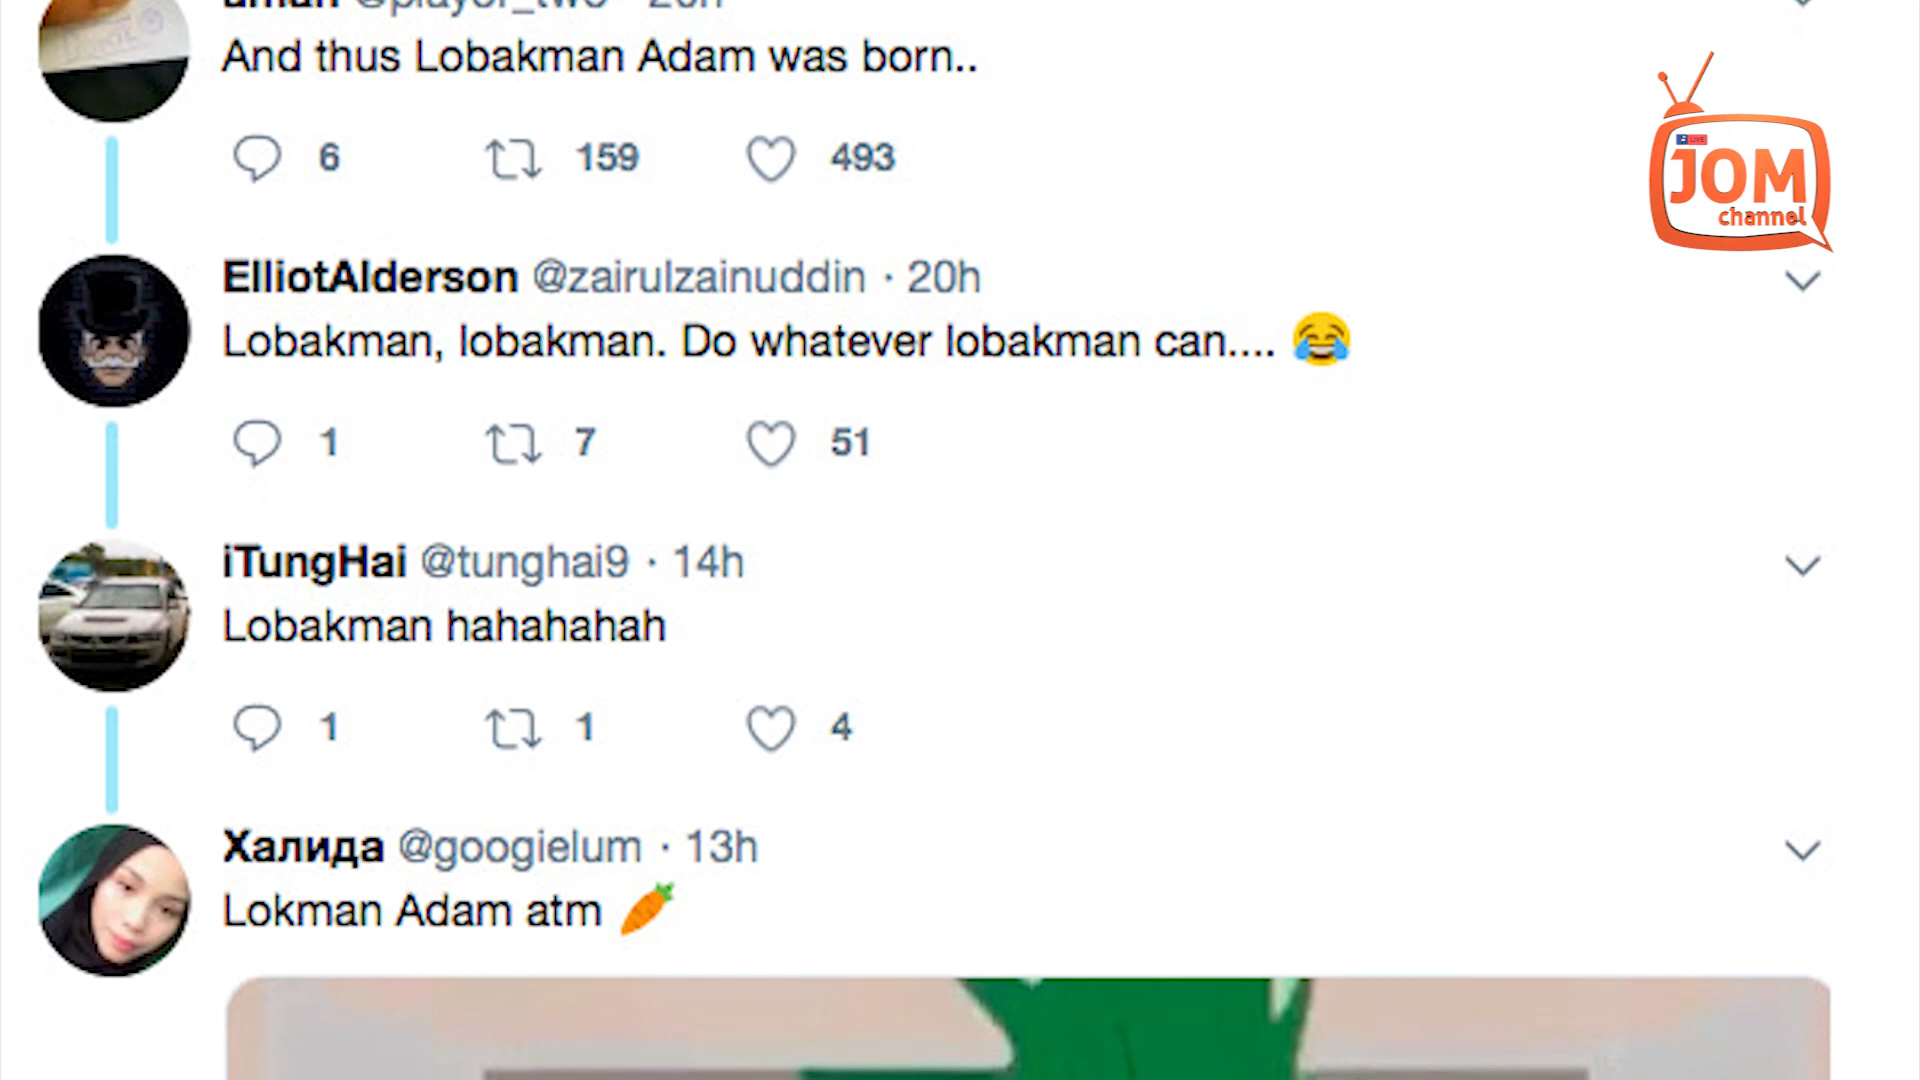 And thus Lobakman Adam was born..
6 159 493
LIVE
JOM
channel
ElliotAlderson @zairulzainuddin · 20h
Lobakman, lobakman. Do whatever lobakman can.... 😂
1 7 51
iTungHai @tunghai9 · 14h
Lobakman hahahahah
1 1 4
Халида @googielum · 13h
Lokman Adam atm 🥕